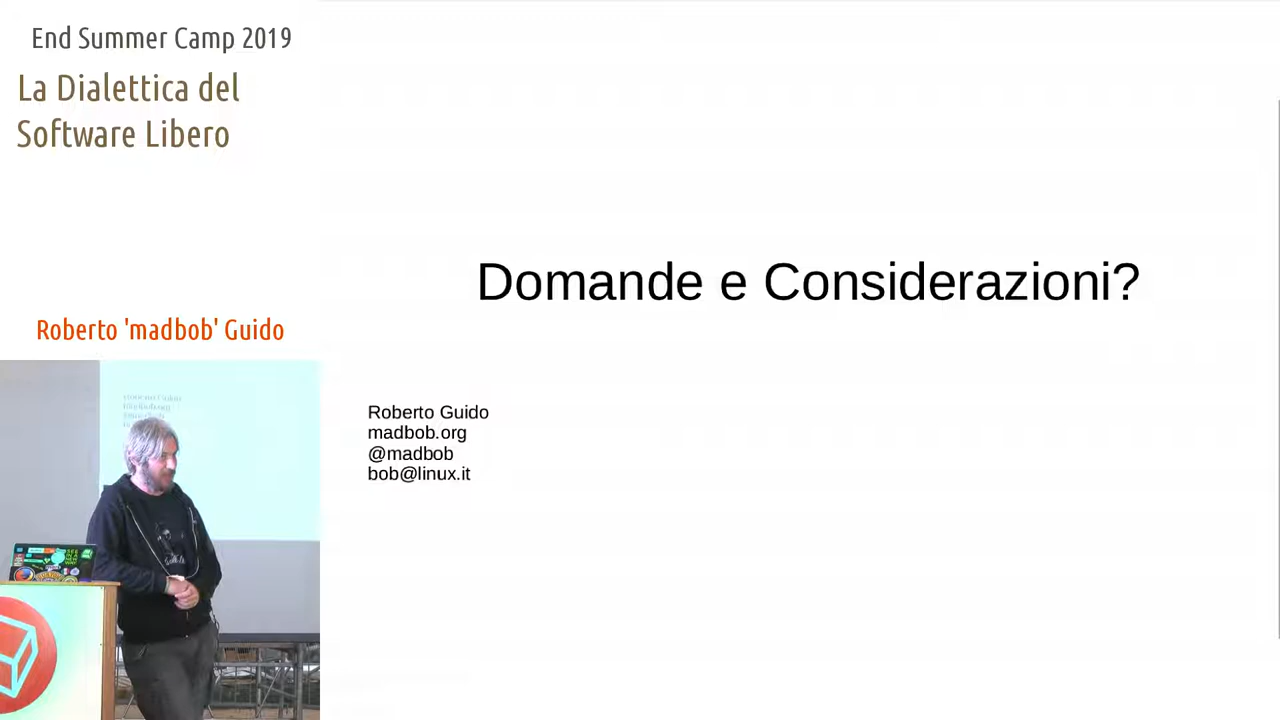 End Summer Camp 2019
La Dialettica del
Software Libero
Roberto 'madbob' Guido
Domande e Considerazioni?
Roberto Guido
madbob.org
@madbob
bob@linux.it